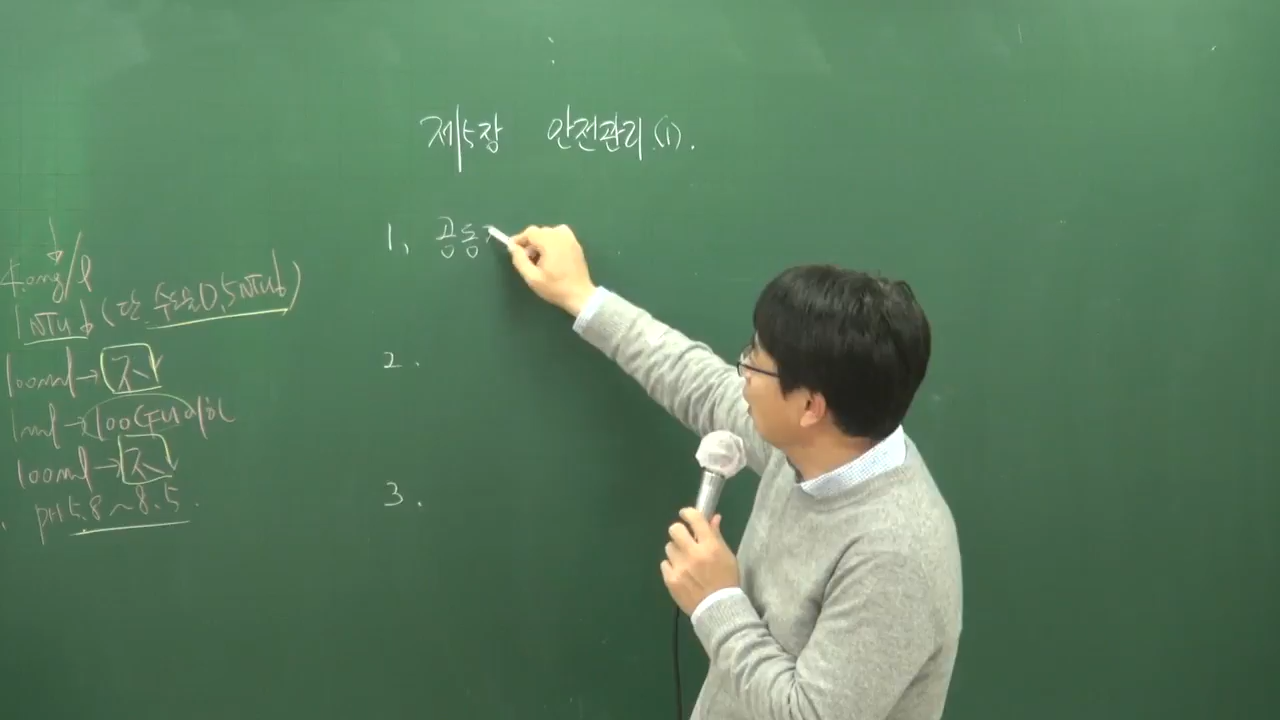 제5장 안전관리(1).
1. 공동
2.
3.
4.0mg/l
1NTU↓(단 수돗물0.5NTU↓)
100ml→不
1ml→100CFU이하
100ml→不
pH5.8~8.5.